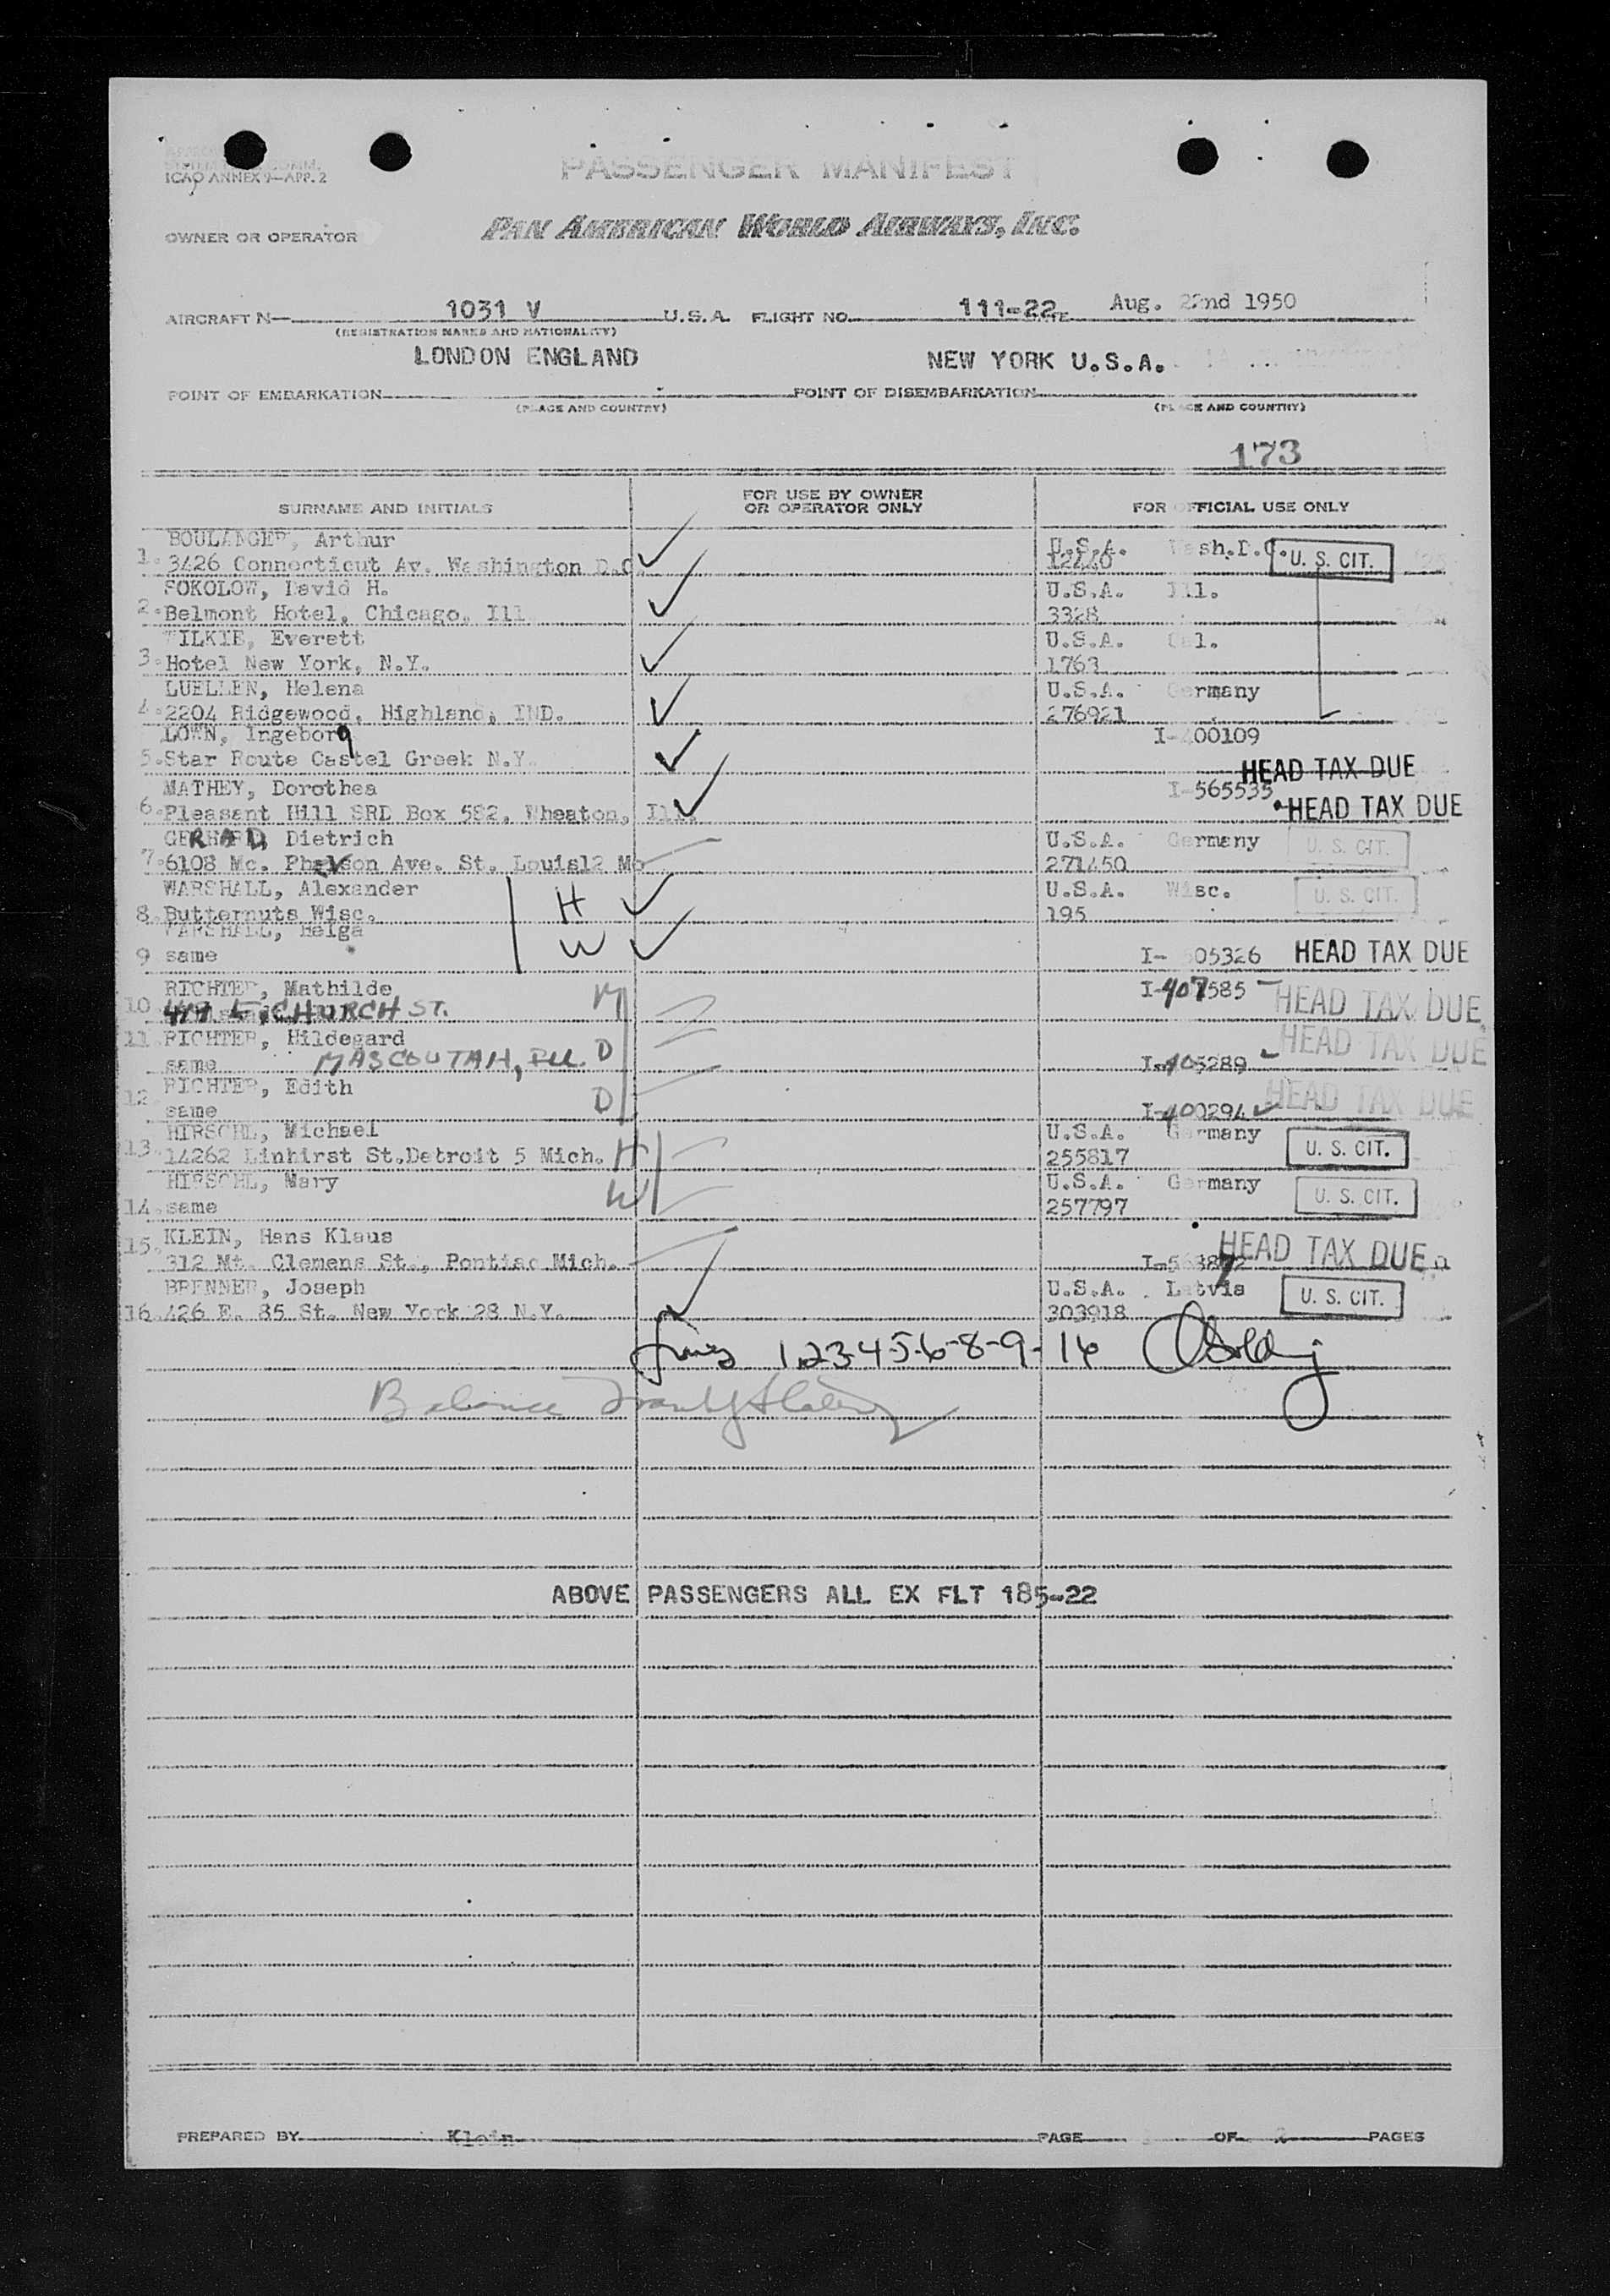 ICAO ANNEX 9—APP. 2
PASSENGER MANIFEST
OWNER OR OPERATOR
PAN AMERICAN WORLD AIRWAYS, INC.
AIRCRAFT N— 1031 V U.S.A. FLIGHT NO. 111-22 Aug. 22nd 1950
(REGISTRATION MARKS AND NATIONALITY)
LONDON ENGLAND NEW YORK U.S.A.
POINT OF EMBARKATION POINT OF DISEMBARKATION
(PLACE AND COUNTRY) (PLACE AND COUNTRY)
173
SURNAME AND INITIALS FOR USE BY OWNER OR OPERATOR ONLY FOR OFFICIAL USE ONLY
BOULANGER, Arthur U.S.A. Wash.D.C.
1. 3426 Connecticut Av. Washington D.C. 12440 U. S. CIT.
SOKOLOW, David H. U.S.A. Ill.
2. Belmont Hotel, Chicago, Ill 3328
WILKIE, Everett U.S.A. Cal.
3. Hotel New York, N.Y. 1763
LUELLEN, Helena U.S.A. Germany
4. 2204 Ridgewood, Highland, IND. 276921
LOWN, Ingeborg I-400109
5. Star Route Castel Greek N.Y. HEAD TAX DUE
MATHEY, Dorothea I-565535
6. Pleasant Hill SRD Box 582, Wheaton, Ill. HEAD TAX DUE
GERHARD, Dietrich U.S.A. Germany U. S. CIT.
7. 6108 Mc. Pherson Ave. St. Louis12 Mo 271450
WARSHALL, Alexander U.S.A. Wisc. U. S. CIT.
8. Butternuts Wisc. H 195
WARSHALL, Helga W
9 same I- 505326 HEAD TAX DUE
RICHTER, Mathilde M I-407585 HEAD TAX DUE
10. 419 E. CHURCH ST.
11. RICHTER, Hildegard HEAD TAX DUE
same MASCOUTAH, ILL. D I-405289
12. RICHTER, Edith D HEAD TAX DUE
same I-400294
HIRSCHL, Michael U.S.A. Germany
13. 14262 Linhirst St.Detroit 5 Mich. H 255817 U. S. CIT.
HIRSCHL, Mary W U.S.A. Germany
14. same 257797 U. S. CIT.
15. KLEIN, Hans Klaus HEAD TAX DUE
312 Mt. Clemens St., Pontiac Mich.
BRENNER, Joseph U.S.A. Latvia
16. 426 E. 85 St. New York 28 N.Y. 303918 U. S. CIT.
Lines 1,2-3-4-5-6-8-9-16
Balance
ABOVE PASSENGERS ALL EX FLT 185-22
PREPARED BY Klein PAGE OF 2 PAGES